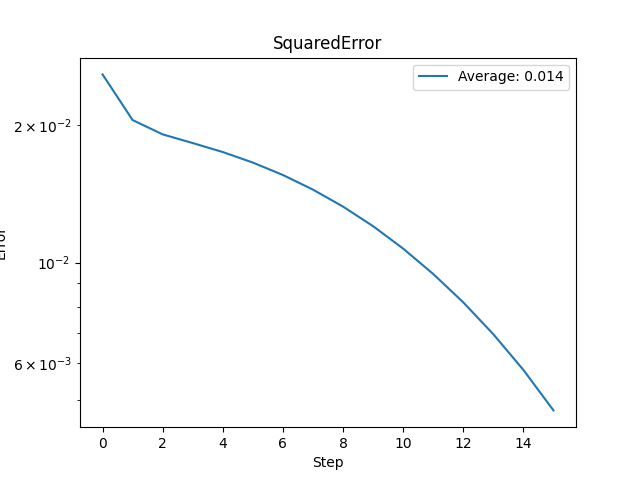 SquaredError
Average: 0.014
2 × 10⁻²
10⁻²
6 × 10⁻³
Error
0 2 4 6 8 10 12 14
Step